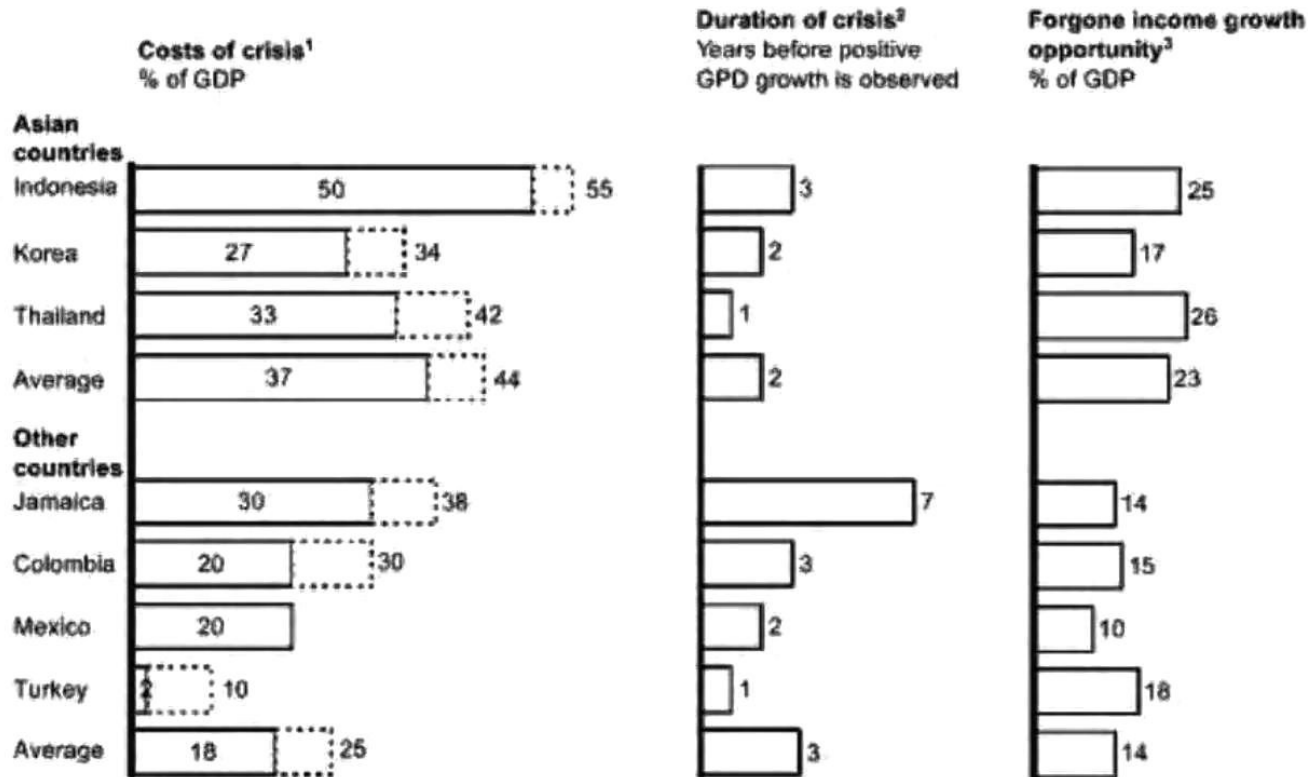 Costs of crisis¹
% of GDP
Duration of crisis²
Years before positive
GPD growth is observed
Forgone income growth
opportunity³
% of GDP
Asian
countries
Indonesia 50 55 3 25
Korea 27 34 2 17
Thailand 33 42 1 26
Average 37 44 2 23
Other
countries
Jamaica 30 38 7 14
Colombia 20 30 3 15
Mexico 20 2 10
Turkey 2 10 1 18
Average 18 25 3 14